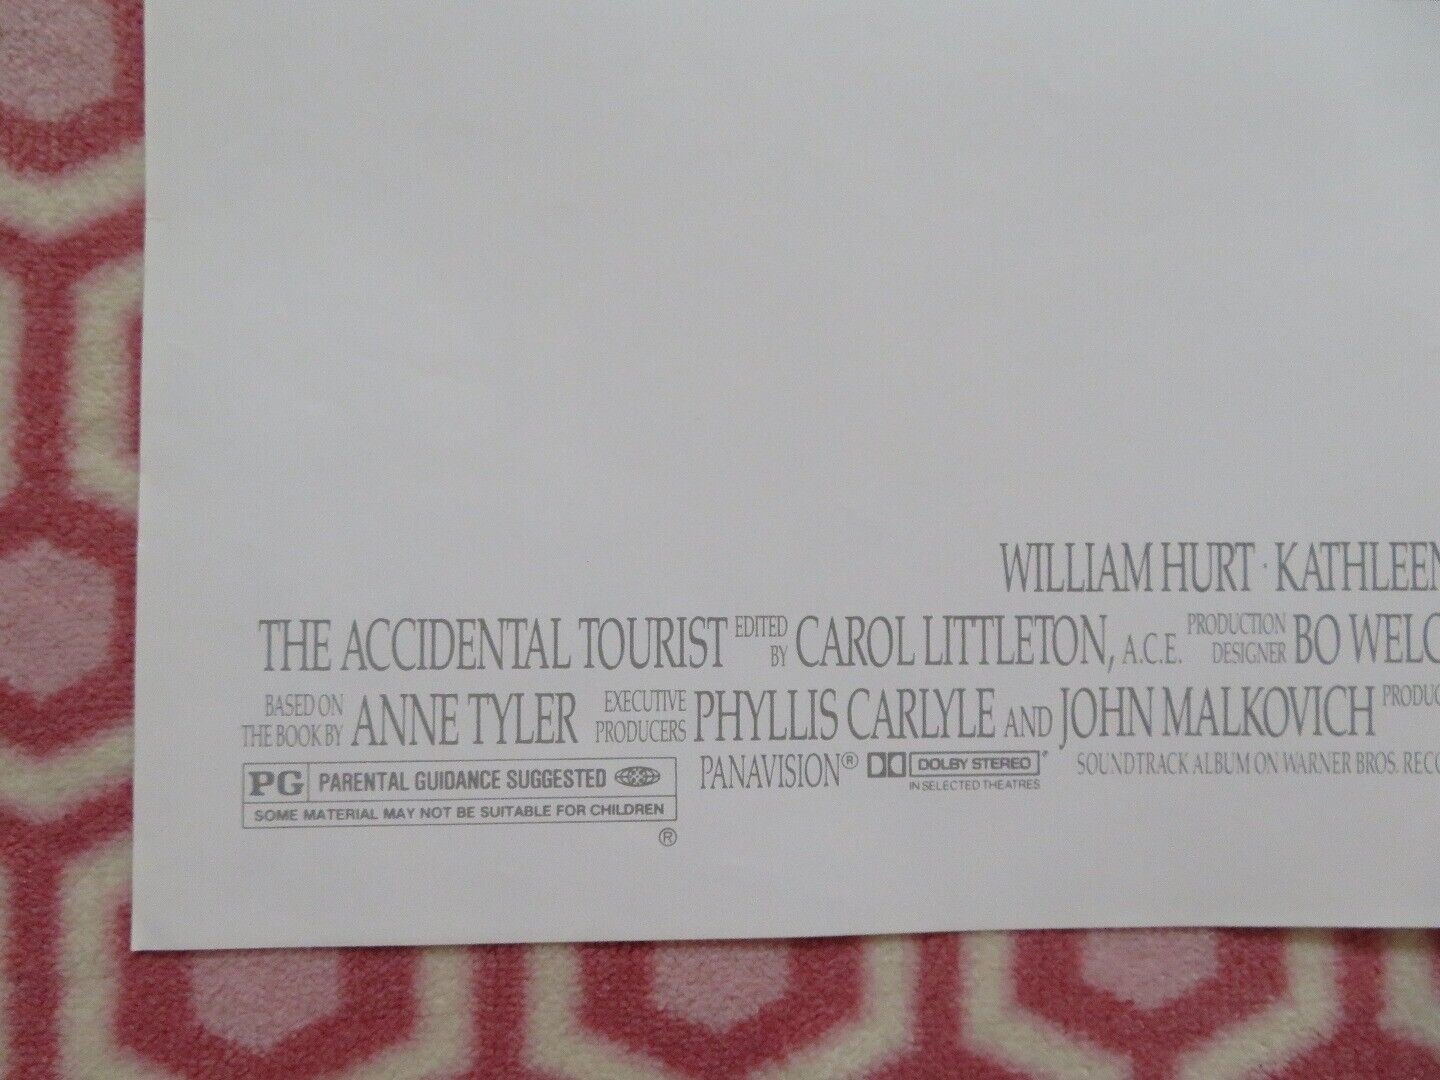 WILLIAM HURT · KATHLEEN
THE ACCIDENTAL TOURIST EDITED BY CAROL LITTLETON, A.C.E. PRODUCTION DESIGNER BO WELC
BASED ON THE BOOK BY ANNE TYLER EXECUTIVE PRODUCERS PHYLLIS CARLYLE AND JOHN MALKOVICH PRODUC
PG PARENTAL GUIDANCE SUGGESTED
SOME MATERIAL MAY NOT BE SUITABLE FOR CHILDREN
®
PANAVISION® DOLBY STEREO ® IN SELECTED THEATRES SOUNDTRACK ALBUM ON WARNER BROS. RECO